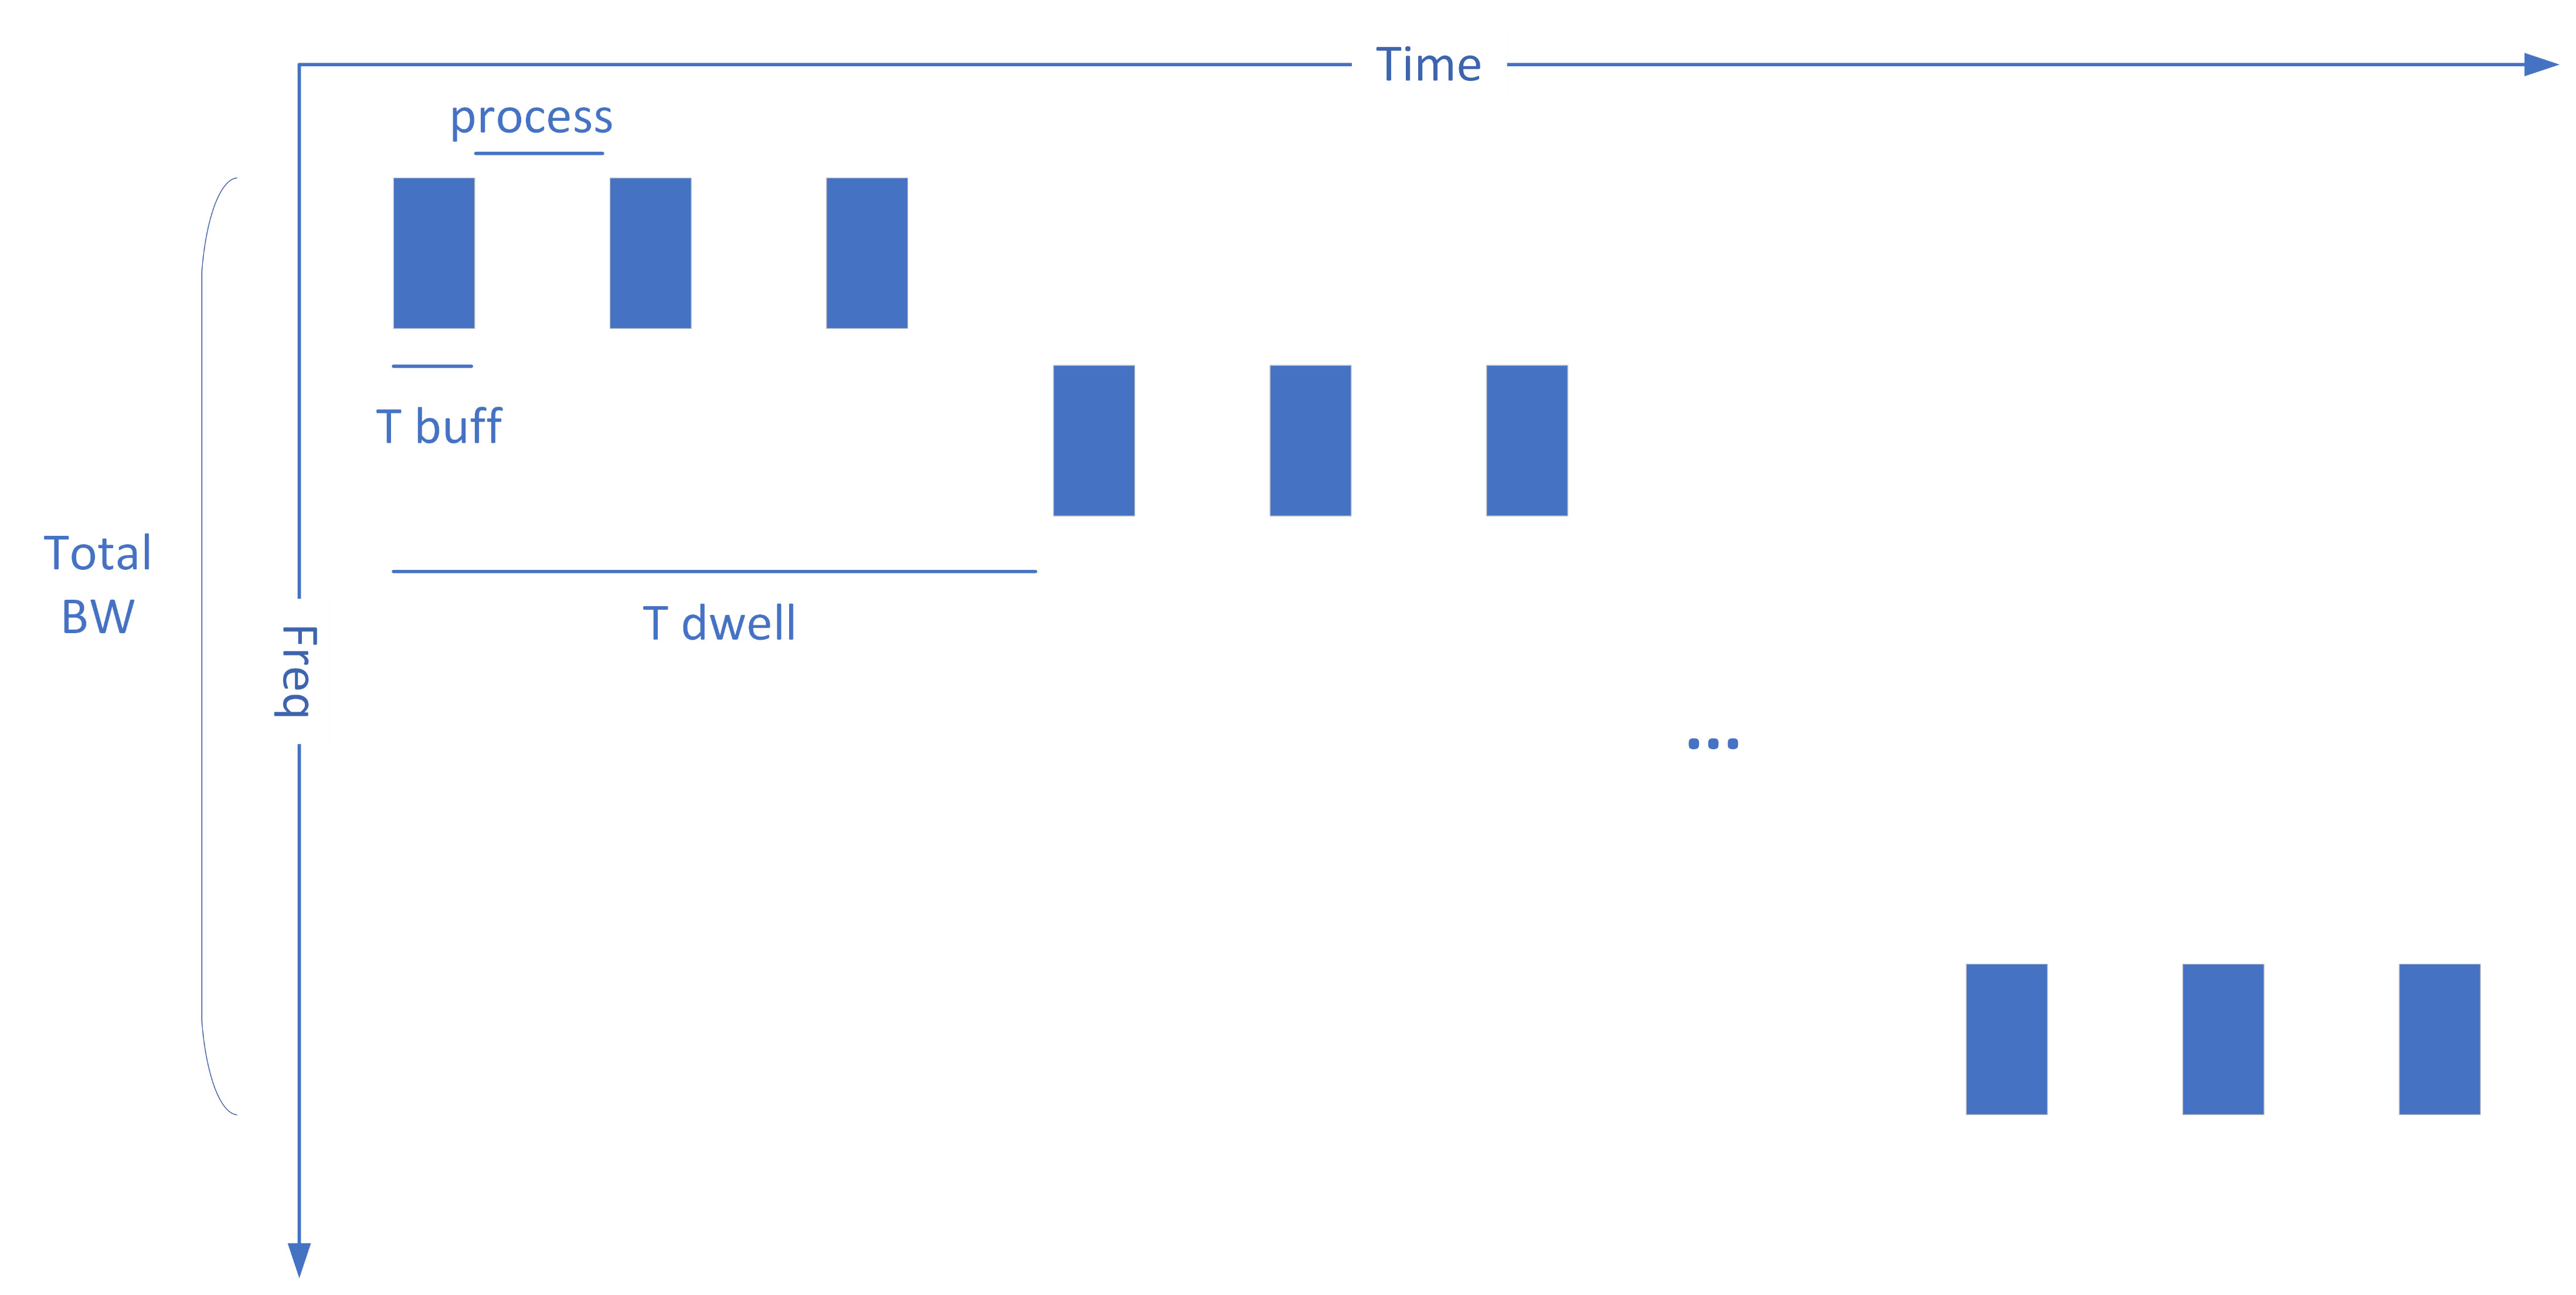 Time
process
T buff
Total
BW
T dwell
Freq
...